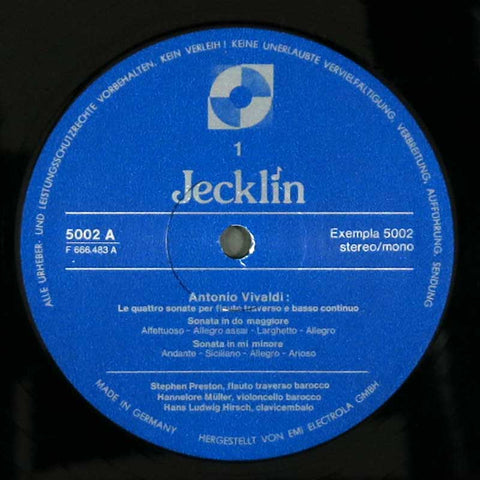 ALLE URHEBER- UND LEISTUNGSSCHUTZRECHTE VORBEHALTEN. KEIN VERLEIH! KEINE UNERLAUBTE VERVIELFÄLTIGUNG, VERBREITUNG, AUFFÜHRUNG, SENDUNG
1
Jecklin
5002 A
F 666.483 A
Exempla 5002
stereo/mono
Antonio Vivaldi:
Le quattro sonate per flauto traverso e basso continuo
Sonata in do maggiore
Affettuoso - Allegro assai - Larghetto - Allegro
Sonata in mi minore
Andante - Siciliano - Allegro - Arioso
Stephen Preston, flauto traverso barocco
Hannelore Müller, violoncello barocco
Hans Ludwig Hirsch, clavicembalo
MADE IN GERMANY
HERGESTELLT VON EMI ELECTROLA GMBH